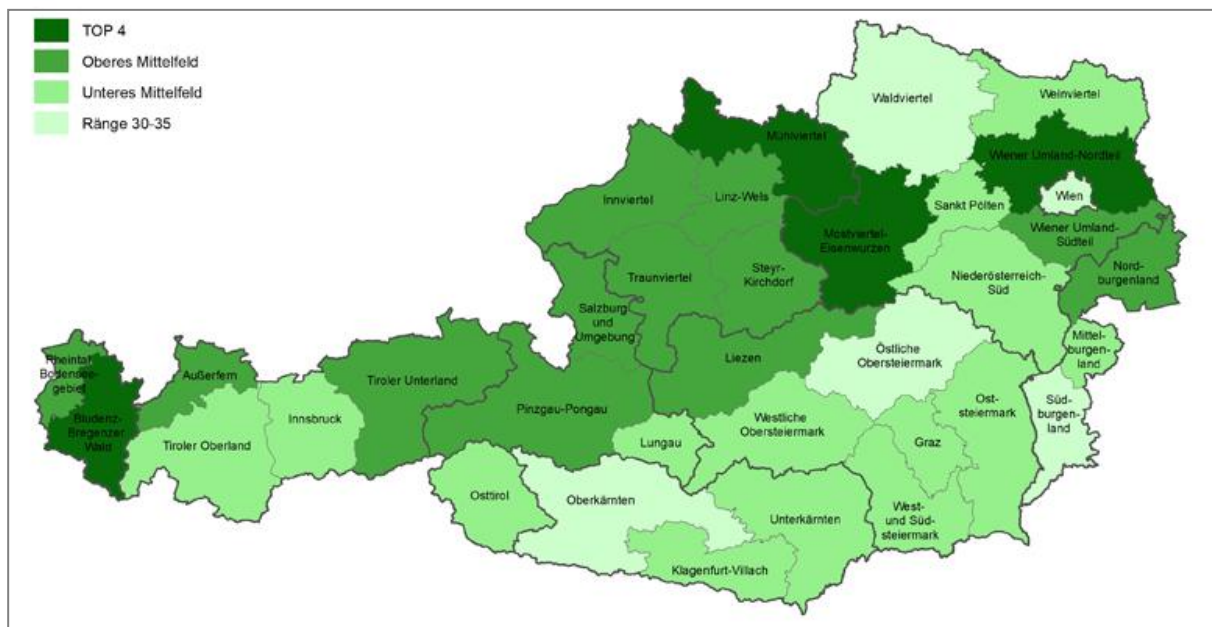 TOP 4
Oberes Mittelfeld
Unteres Mittelfeld
Ränge 30-35
Waldviertel
Weinviertel
Mühlviertel
Wiener Umland-Nordteil
Innviertel
Linz-Wels
Sankt Pölten
Wien
Mostviertel-
Eisenwurzen
Wiener Umland-
Südteil
Traunviertel
Steyr-
Kirchdorf
Niederösterreich-
Süd
Nord-
burgenland
Salzburg
und
Umgebung
Mittel-
burgen-
land
Rheintal-
Bodensee-
gebiet
Außerfern
Tiroler Unterland
Liezen
Östliche
Obersteiermark
Bludenz-
Bregenzer
Wald
Innsbruck
Pinzgau-Pongau
Ost-
steiermark
Süd-
burgen-
land
Tiroler Oberland
Lungau
Westliche
Obersteiermark
Graz
Osttirol
Oberkärnten
Unterkärnten
West-
und Süd-
steiermark
Klagenfurt-Villach